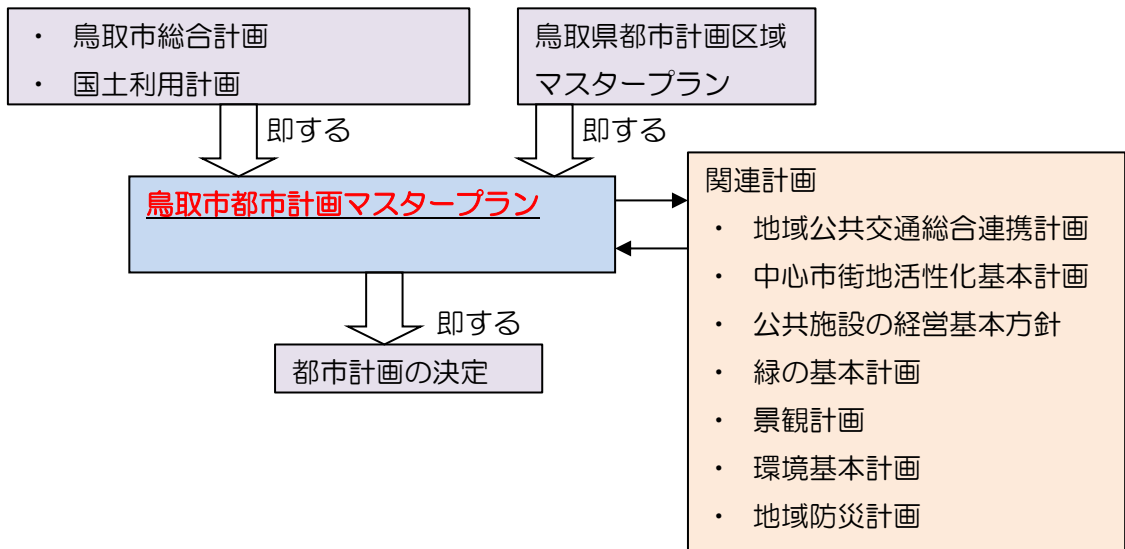 ・ 鳥取市総合計画
・ 国土利用計画
鳥取県都市計画区域
マスタープラン
即する
即する
鳥取市都市計画マスタープラン
即する
都市計画の決定
関連計画
・ 地域公共交通総合連携計画
・ 中心市街地活性化基本計画
・ 公共施設の経営基本方針
・ 緑の基本計画
・ 景観計画
・ 環境基本計画
・ 地域防災計画